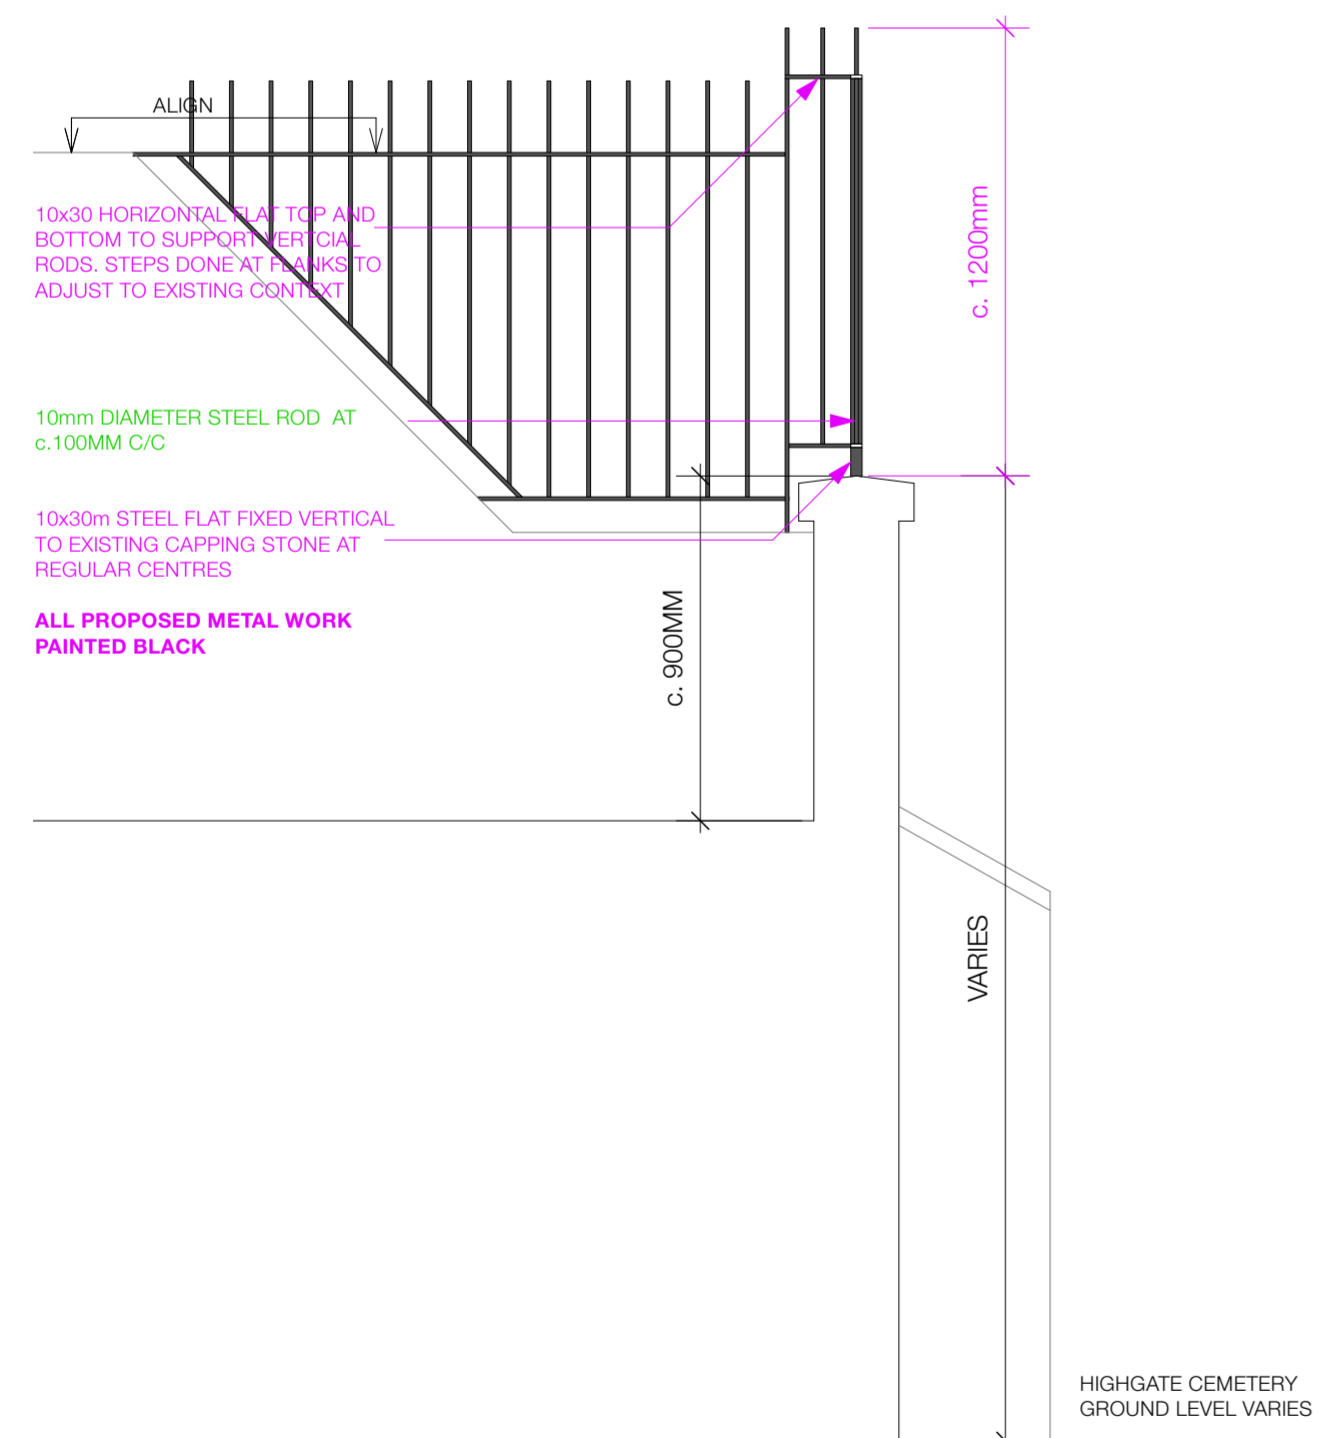 ALIGN
10x30 HORIZONTAL FLAT TOP AND
BOTTOM TO SUPPORT VERTCIAL
RODS. STEPS DONE AT FLANKS TO
ADJUST TO EXISTING CONTEXT
c. 1200mm
10mm DIAMETER STEEL ROD AT
c.100MM C/C
10x30m STEEL FLAT FIXED VERTICAL
TO EXISTING CAPPING STONE AT
REGULAR CENTRES
ALL PROPOSED METAL WORK
PAINTED BLACK
c. 900MM
VARIES
HIGHGATE CEMETERY
GROUND LEVEL VARIES